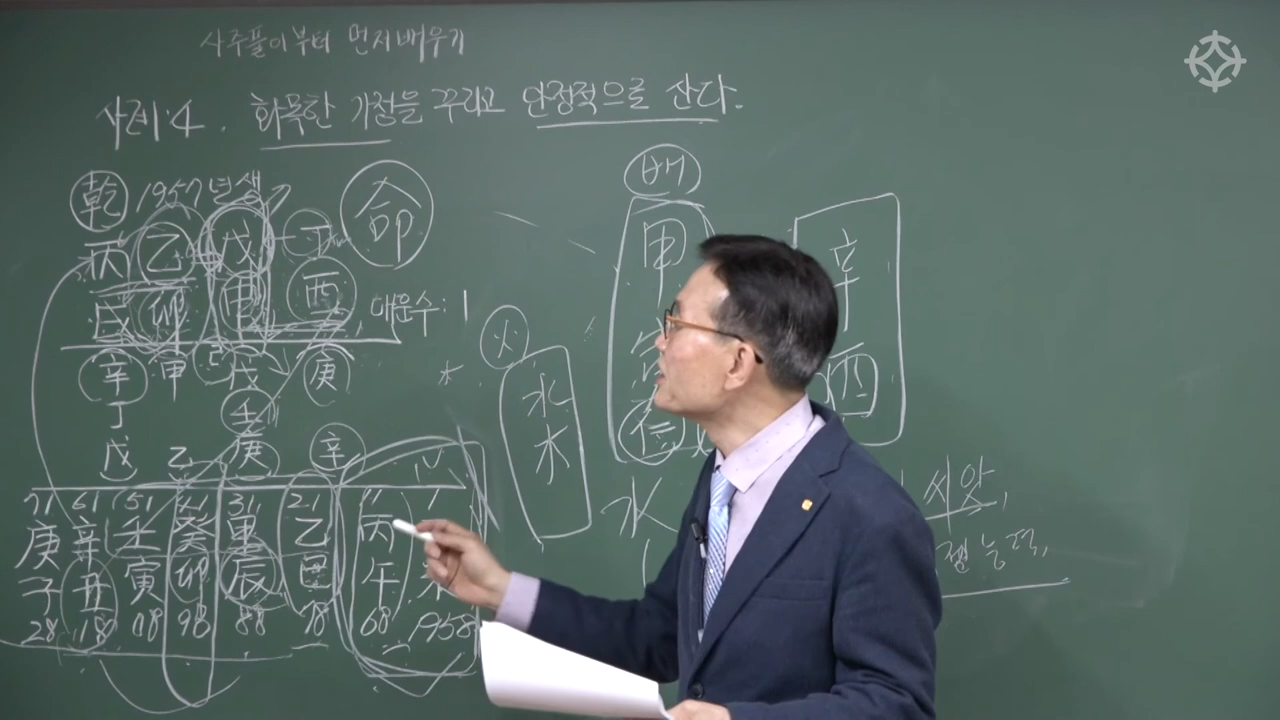 사주풀이부터 먼저배우기
사례:4. 화목한 가정을 꾸리고 안정적으로 산다.
乾 1957년생 命
丙 乙 戊 丁
戌 卯 申 酉 대운수:1
辛 甲 戊 庚
丁 壬
戊 乙 庚 辛
71 61 51 41 31 21 11 1
庚 辛 壬 癸 甲 乙 丙
子 丑 寅 卯 辰 巳 午 未
28 18 08 98 88 78 68 1958
火
水
木
배
甲
辛
水
씨앗,